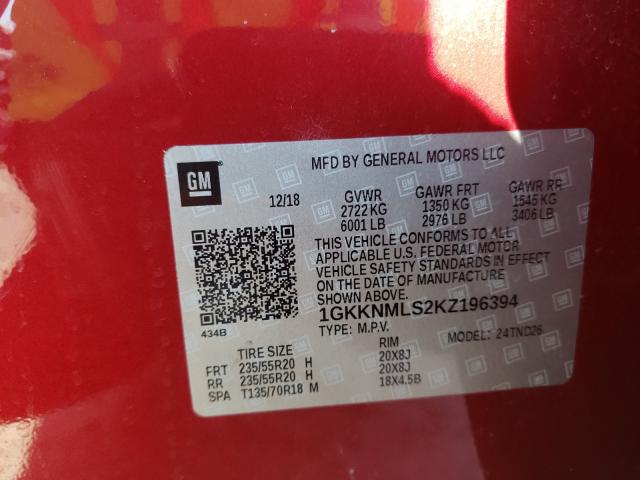 GM
MFD BY GENERAL MOTORS LLC
12/18 GVWR GAWR FRT GAWR RR
2722 KG 1350 KG 1545 KG
6001 LB 2976 LB 3406 LB
THIS VEHICLE CONFORMS TO ALL
APPLICABLE U.S. FEDERAL MOTOR
VEHICLE SAFETY STANDARDS IN EFFECT
ON THE DATE OF MANUFACTURE
SHOWN ABOVE.
434B
1GKKNMLS2KZ196394
TYPE: M.P.V. MODEL: 24TND26
TIRE SIZE RIM
FRT 235/55R20 H 20X8J
RR 235/55R20 H 20X8J
SPA T135/70R18 M 18X4.5B